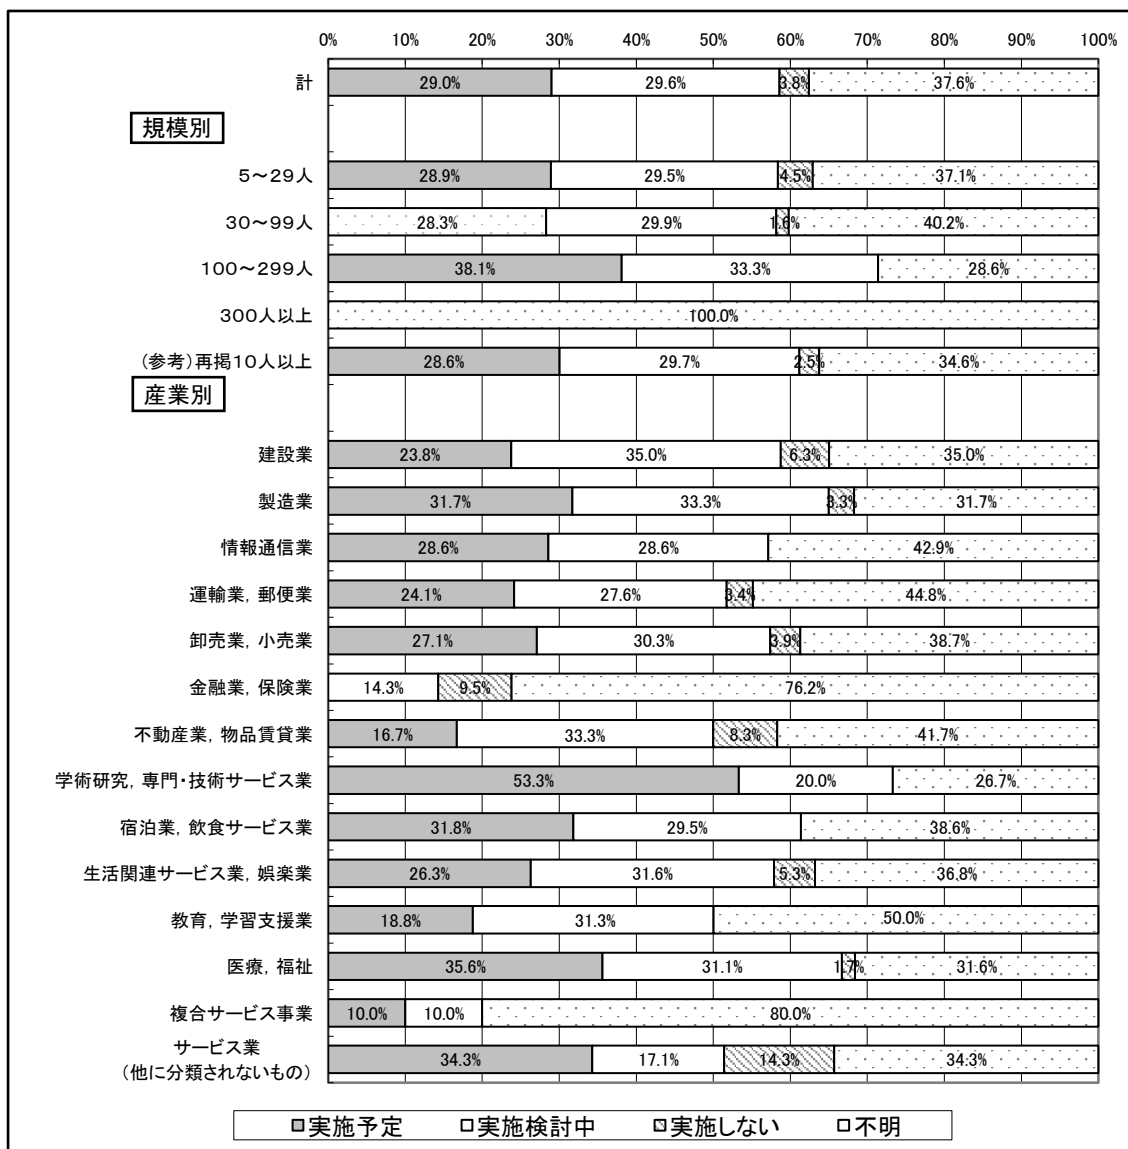 0% 10% 20% 30% 40% 50% 60% 70% 80% 90% 100%
計 29.0% 29.6% 3.8% 37.6%
規模別
5～29人 28.9% 29.5% 4.5% 37.1%
30～99人 28.3% 29.9% 1.6% 40.2%
100～299人 38.1% 33.3% 28.6%
300人以上 100.0%
(参考)再掲10人以上 28.6% 29.7% 2.5% 34.6%
産業別
建設業 23.8% 35.0% 6.3% 35.0%
製造業 31.7% 33.3% 3.3% 31.7%
情報通信業 28.6% 28.6% 42.9%
運輸業，郵便業 24.1% 27.6% 3.4% 44.8%
卸売業，小売業 27.1% 30.3% 3.9% 38.7%
金融業，保険業 14.3% 9.5% 76.2%
不動産業，物品賃貸業 16.7% 33.3% 8.3% 41.7%
学術研究，専門・技術サービス業 53.3% 20.0% 26.7%
宿泊業，飲食サービス業 31.8% 29.5% 38.6%
生活関連サービス業，娯楽業 26.3% 31.6% 5.3% 36.8%
教育，学習支援業 18.8% 31.3% 50.0%
医療，福祉 35.6% 31.1% 1.7% 31.6%
複合サービス事業 10.0% 10.0% 80.0%
サービス業
(他に分類されないもの) 34.3% 17.1% 14.3% 34.3%
実施予定 実施検討中 実施しない 不明